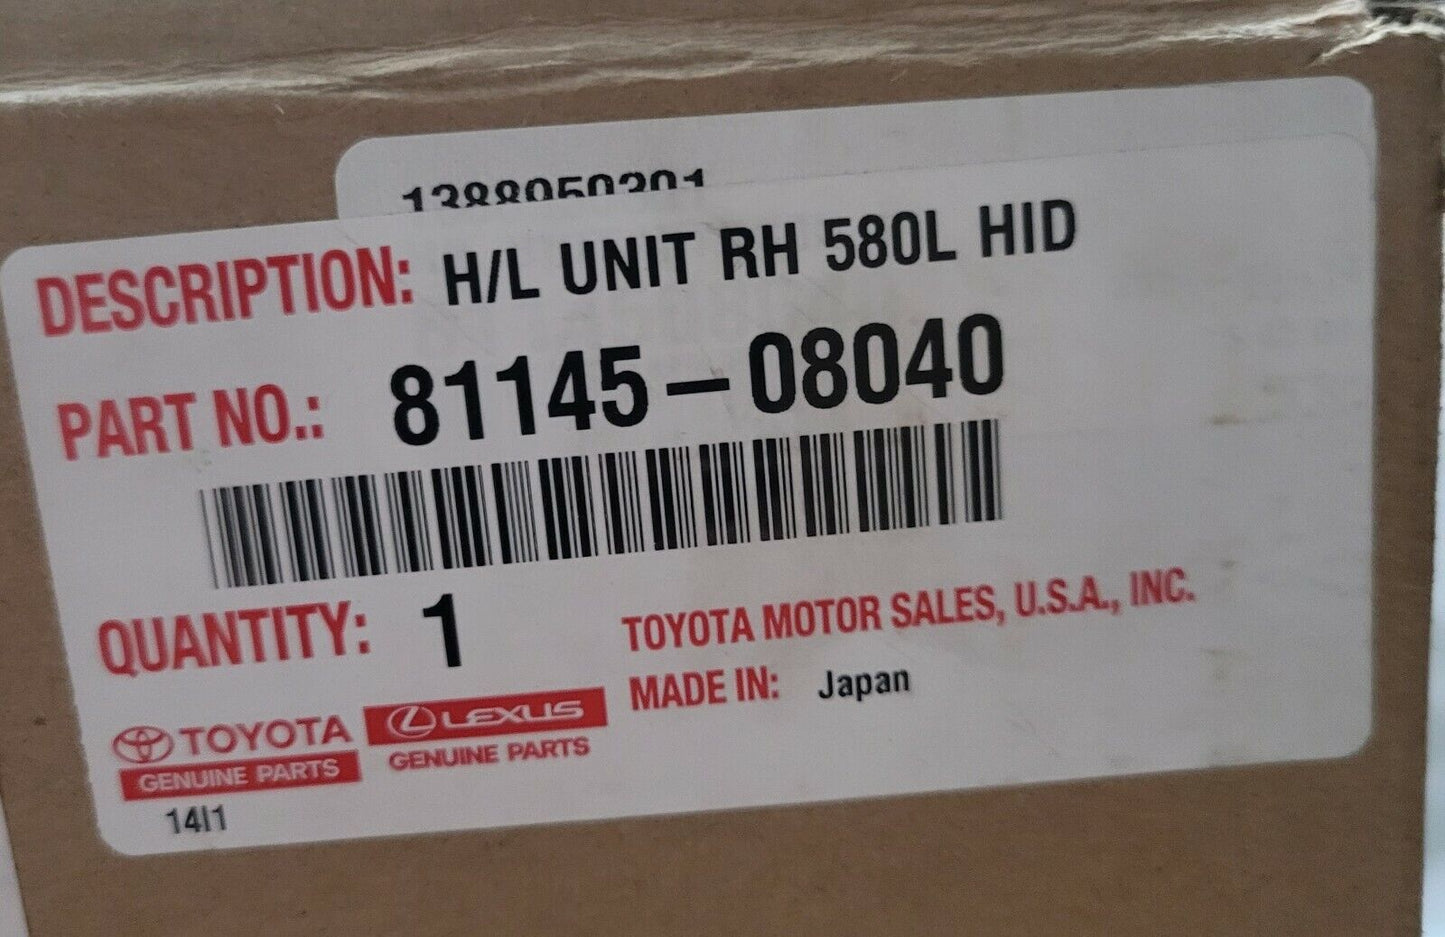 1388050301
DESCRIPTION: H/L UNIT RH 580L HID
PART NO.: 81145-08040
QUANTITY: 1
TOYOTA MOTOR SALES, U.S.A., INC.
MADE IN: Japan
TOYOTA
GENUINE PARTS
LEXUS
GENUINE PARTS
14I1